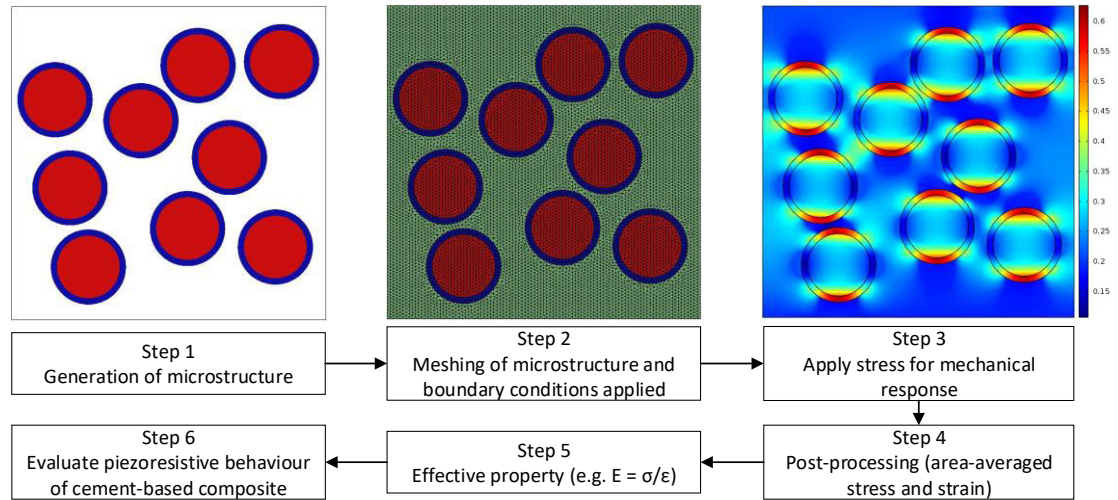 0.6
0.55
0.5
0.45
0.4
0.35
0.3
0.25
0.2
0.15
Step 1
Generation of microstructure
Step 2
Meshing of microstructure and
boundary conditions applied
Step 3
Apply stress for mechanical
response
Step 6
Evaluate piezoresistive behaviour
of cement-based composite
Step 5
Effective property (e.g. E = σ/ε)
Step 4
Post-processing (area-averaged
stress and strain)